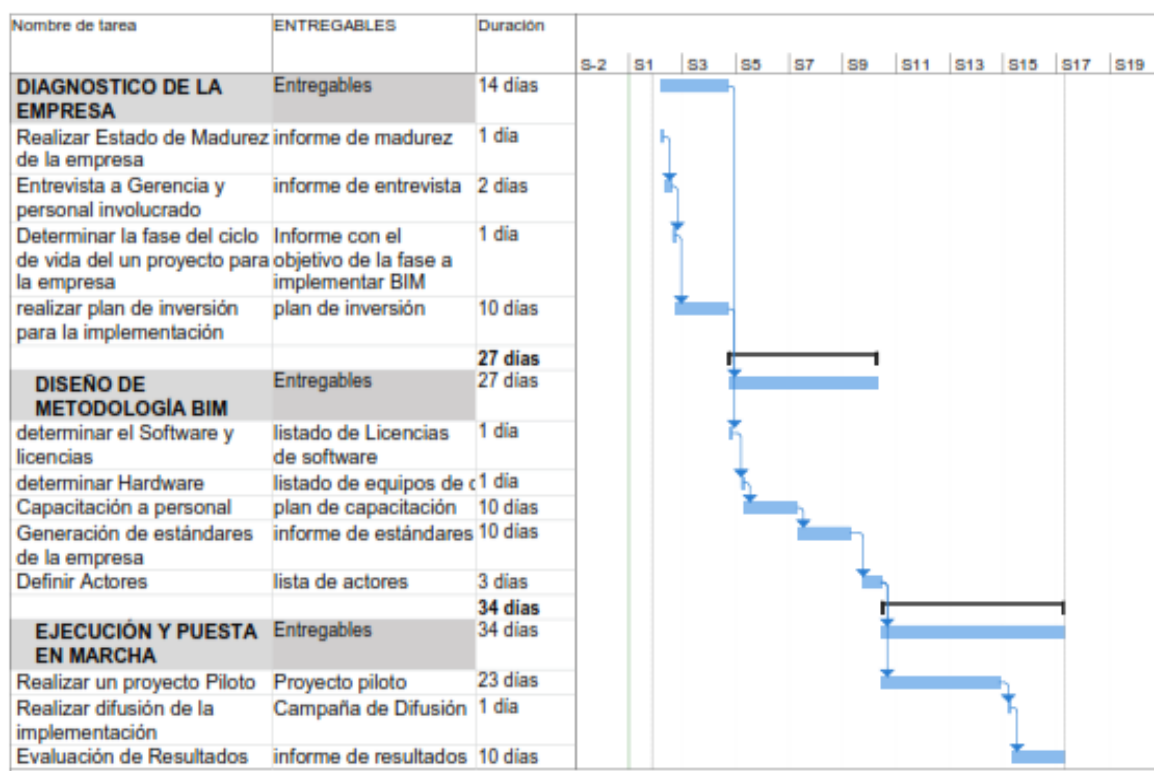 Nombre de tarea ENTREGABLES Duración
S-2 S1 S3 S5 S7 S9 S11 S13 S15 S17 S19
DIAGNOSTICO DE LA Entregables 14 días
EMPRESA
Realizar Estado de Madurez informe de madurez 1 día
de la empresa
Entrevista a Gerencia y informe de entrevista 2 días
personal involucrado
Determinar la fase del ciclo Informe con el 1 día
de vida del un proyecto para objetivo de la fase a
la empresa implementar BIM
realizar plan de inversión plan de inversión 10 días
para la implementación
27 días
DISEÑO DE Entregables 27 días
METODOLOGÍA BIM
determinar el Software y listado de Licencias 1 día
licencias de software
determinar Hardware listado de equipos de c 1 día
Capacitación a personal plan de capacitación 10 días
Generación de estándares informe de estándares 10 días
de la empresa
Definir Actores lista de actores 3 días
34 días
EJECUCIÓN Y PUESTA Entregables 34 días
EN MARCHA
Realizar un proyecto Piloto Proyecto piloto 23 días
Realizar difusión de la Campaña de Difusión 1 día
implementación
Evaluación de Resultados informe de resultados 10 días